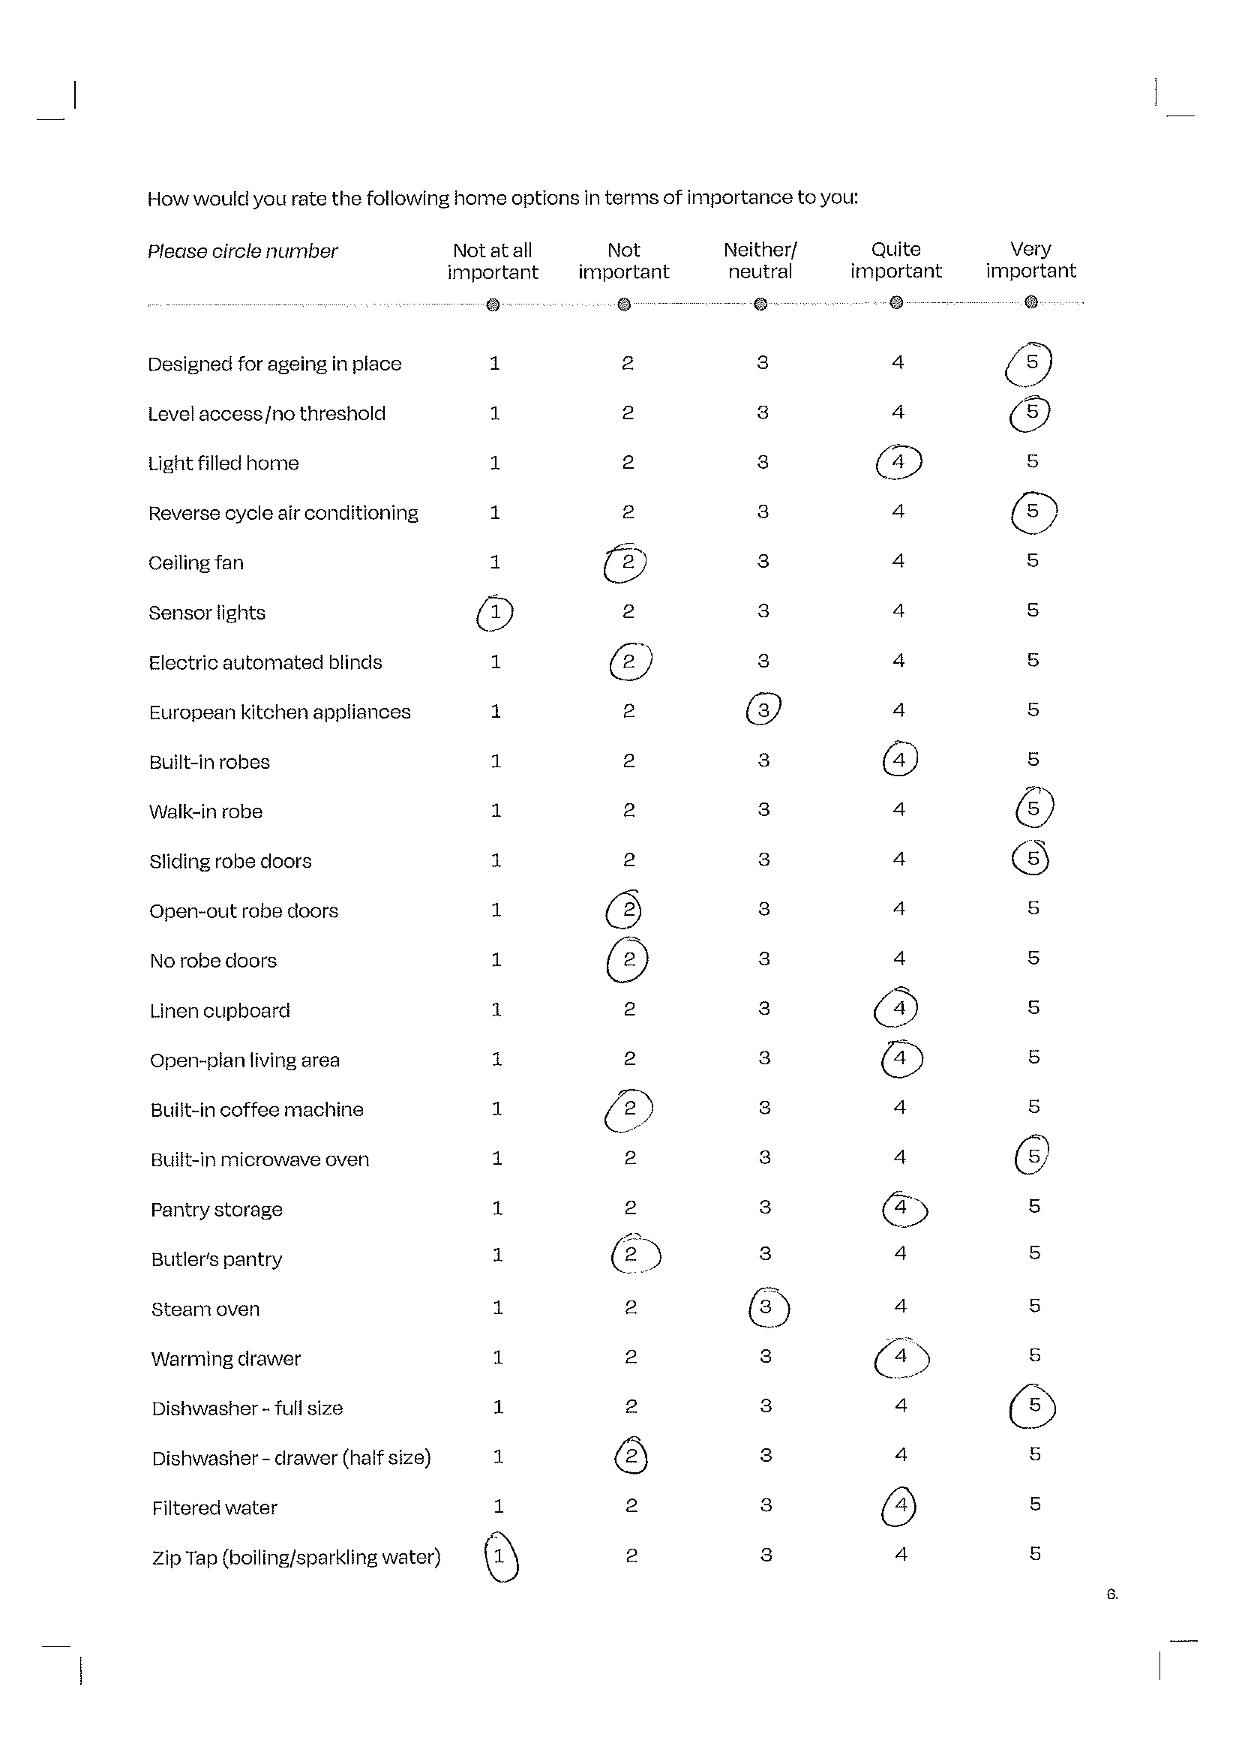 How would you rate the following home options in terms of importance to you:
Please circle number Not at all important Not important Neither/ neutral Quite important Very important
Designed for ageing in place 1 2 3 4 5
Level access/no threshold 1 2 3 4 5
Light filled home 1 2 3 4 5
Reverse cycle air conditioning 1 2 3 4 5
Ceiling fan 1 2 3 4 5
Sensor lights 1 2 3 4 5
Electric automated blinds 1 2 3 4 5
European kitchen appliances 1 2 3 4 5
Built-in robes 1 2 3 4 5
Walk-in robe 1 2 3 4 5
Sliding robe doors 1 2 3 4 5
Open-out robe doors 1 2 3 4 5
No robe doors 1 2 3 4 5
Linen cupboard 1 2 3 4 5
Open-plan living area 1 2 3 4 5
Built-in coffee machine 1 2 3 4 5
Built-in microwave oven 1 2 3 4 5
Pantry storage 1 2 3 4 5
Butler's pantry 1 2 3 4 5
Steam oven 1 2 3 4 5
Warming drawer 1 2 3 4 5
Dishwasher - full size 1 2 3 4 5
Dishwasher - drawer (half size) 1 2 3 4 5
Filtered water 1 2 3 4 5
Zip Tap (boiling/sparkling water) 1 2 3 4 5
6.